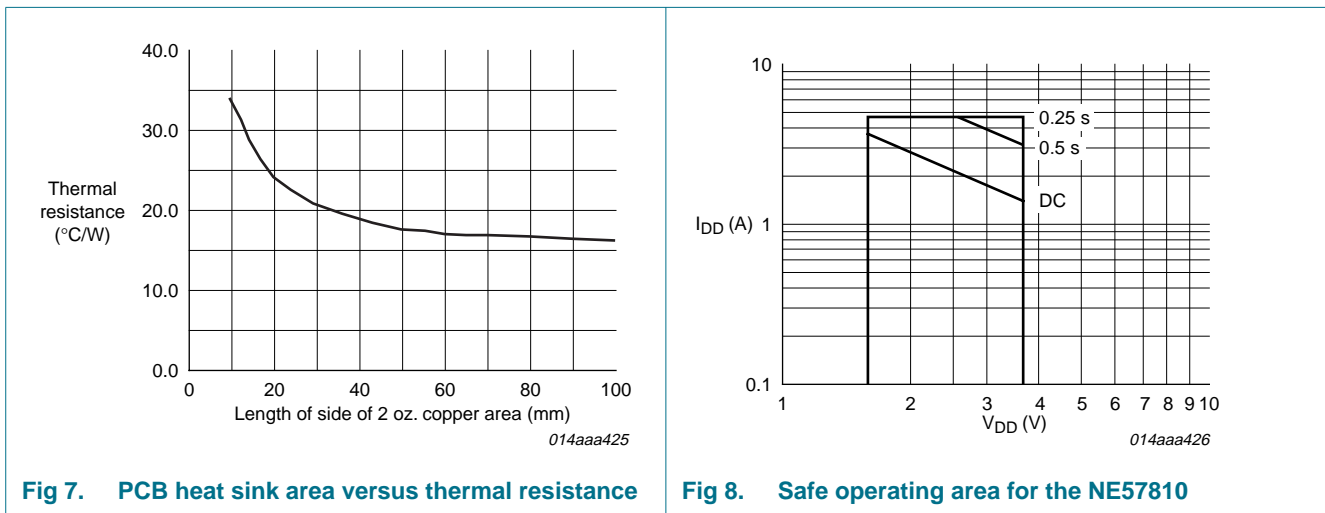 40.0
30.0
20.0
10.0
0.0
Thermal
resistance
(°C/W)
0 20 40 60 80 100
Length of side of 2 oz. copper area (mm)
014aaa425
Fig 7. PCB heat sink area versus thermal resistance
10
1
0.1
I_DD (A)
0.25 s
0.5 s
DC
1 2 3 4 5 6 7 8 9 10
V_DD (V)
014aaa426
Fig 8. Safe operating area for the NE57810